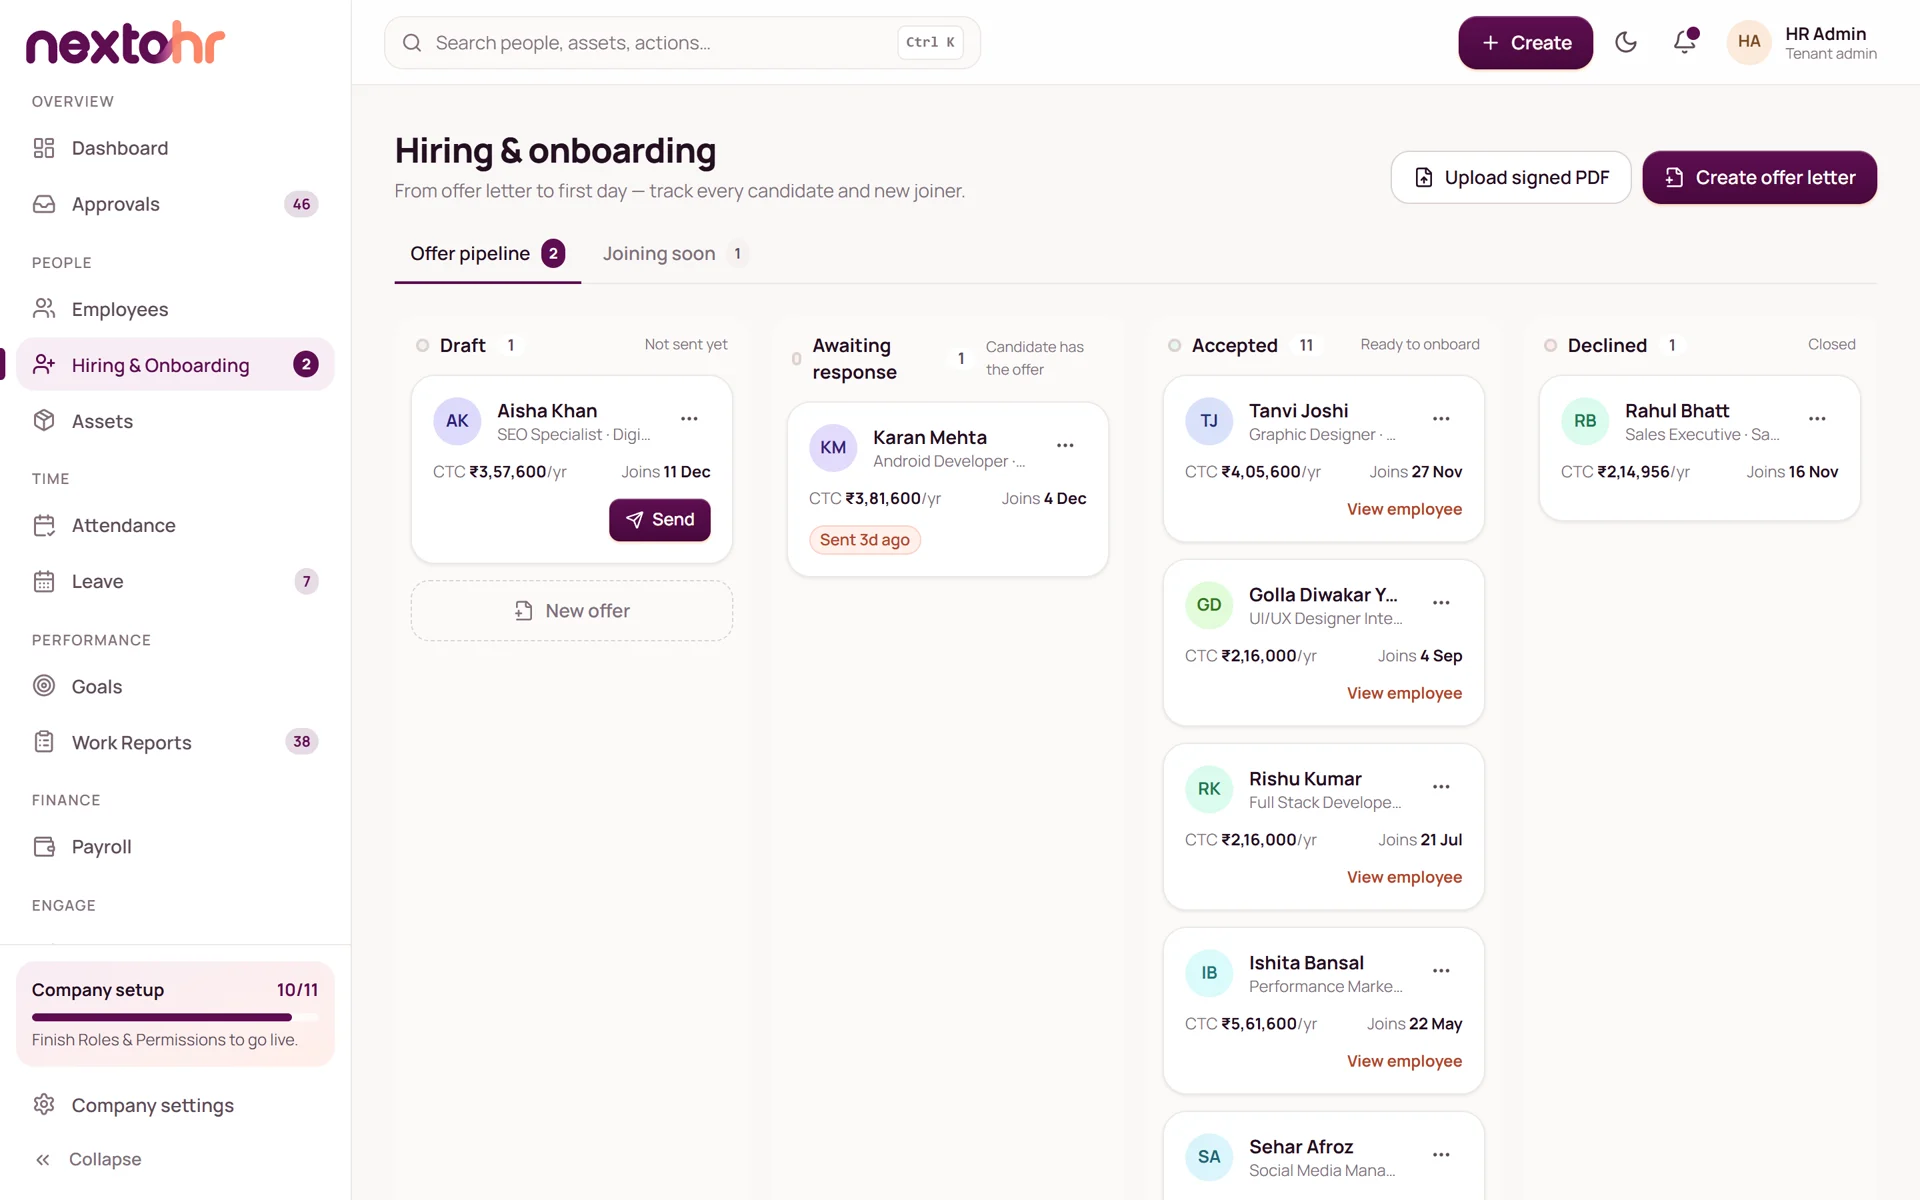 nextohr
OVERVIEW
Dashboard
Approvals 46
PEOPLE
Employees
Hiring & Onboarding 2
Assets
TIME
Attendance
Leave 7
PERFORMANCE
Goals
Work Reports 38
FINANCE
Payroll
ENGAGE
Company setup 10/11
Finish Roles & Permissions to go live.
Company settings
Collapse
Search people, assets, actions... Ctrl K
Create
HA
HR Admin
Tenant admin
Hiring & onboarding
From offer letter to first day — track every candidate and new joiner.
Upload signed PDF
Create offer letter
Offer pipeline 2
Joining soon 1
Draft 1 Not sent yet
AK
Aisha Khan
SEO Specialist · Digi...
CTC ₹3,57,600/yr Joins 11 Dec
Send
New offer
Awaiting
response
1
Candidate has
the offer
KM
Karan Mehta
Android Developer ·...
CTC ₹3,81,600/yr Joins 4 Dec
Sent 3d ago
Accepted 11 Ready to onboard
TJ
Tanvi Joshi
Graphic Designer · ...
CTC ₹4,05,600/yr Joins 27 Nov
View employee
GD
Golla Diwakar Y...
UI/UX Designer Inte...
CTC ₹2,16,000/yr Joins 4 Sep
View employee
RK
Rishu Kumar
Full Stack Develope...
CTC ₹2,16,000/yr Joins 21 Jul
View employee
IB
Ishita Bansal
Performance Marke...
CTC ₹5,61,600/yr Joins 22 May
View employee
SA
Sehar Afroz
Social Media Mana...
Declined 1 Closed
RB
Rahul Bhatt
Sales Executive · Sa...
CTC ₹2,14,956/yr Joins 16 Nov